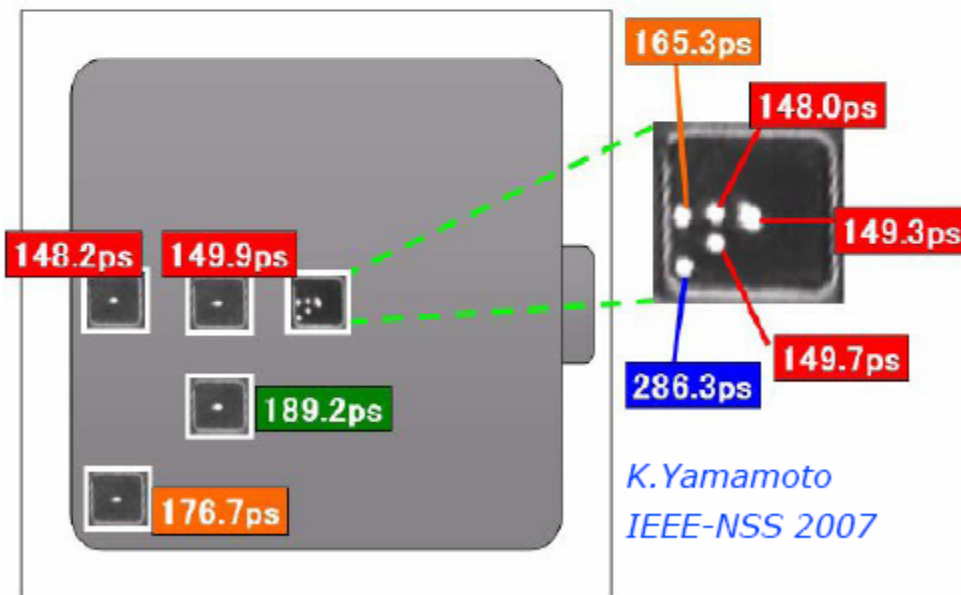 165.3ps
148.0ps
148.2ps
149.9ps
149.3ps
149.7ps
286.3ps
189.2ps
176.7ps
K.Yamamoto
IEEE-NSS 2007